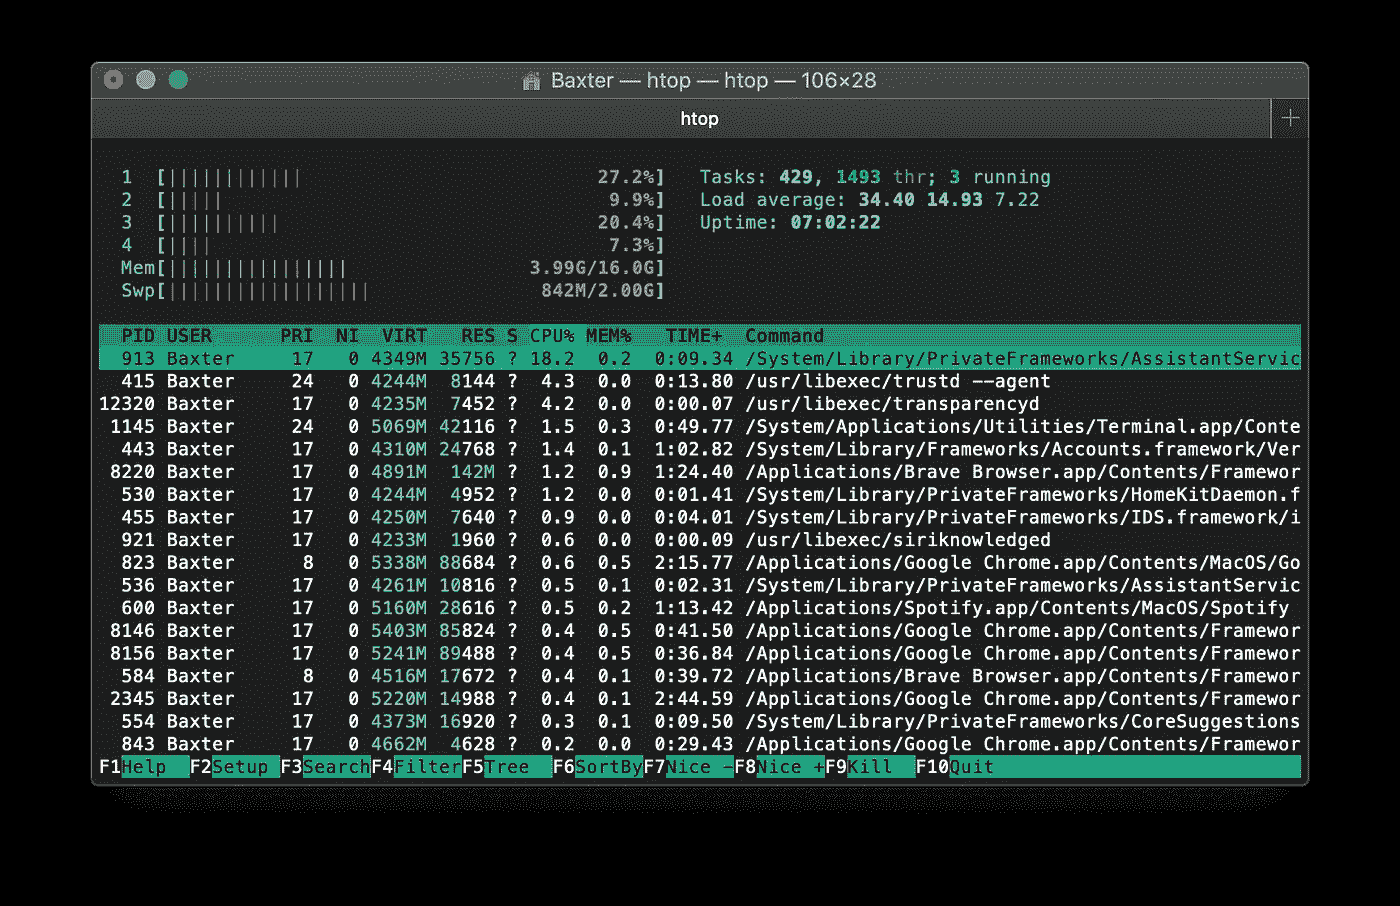 Baxter — htop — htop — 106×28
htop
1 [|||||||||||| 27.2%] Tasks: 429, 1493 thr; 3 running
2 [||||| 9.9%] Load average: 34.40 14.93 7.22
3 [|||||||||| 20.4%] Uptime: 07:02:22
4 [|||| 7.3%]
Mem[|||||||||||||||| 3.99G/16.0G]
Swp[|||||||||||||||||| 842M/2.00G]
PID USER PRI NI VIRT RES S CPU% MEM% TIME+ Command
913 Baxter 17 0 4349M 35756 ? 18.2 0.2 0:09.34 /System/Library/PrivateFrameworks/AssistantServic
415 Baxter 24 0 4244M 8144 ? 4.3 0.0 0:13.80 /usr/libexec/trustd --agent
12320 Baxter 17 0 4235M 7452 ? 4.2 0.0 0:00.07 /usr/libexec/transparencyd
1145 Baxter 24 0 5069M 42116 ? 1.5 0.3 0:49.77 /System/Applications/Utilities/Terminal.app/Conte
443 Baxter 17 0 4310M 24768 ? 1.4 0.1 1:02.82 /System/Library/Frameworks/Accounts.framework/Ver
8220 Baxter 17 0 4891M 142M ? 1.2 0.9 1:24.40 /Applications/Brave Browser.app/Contents/Framewor
530 Baxter 17 0 4244M 4952 ? 1.2 0.0 0:01.41 /System/Library/PrivateFrameworks/HomeKitDaemon.f
455 Baxter 17 0 4250M 7640 ? 0.9 0.0 0:04.01 /System/Library/PrivateFrameworks/IDS.framework/i
921 Baxter 17 0 4233M 1960 ? 0.6 0.0 0:00.09 /usr/libexec/siriknowledged
823 Baxter 8 0 5338M 88684 ? 0.6 0.5 2:15.77 /Applications/Google Chrome.app/Contents/MacOS/Go
536 Baxter 17 0 4261M 10816 ? 0.5 0.1 0:02.31 /System/Library/PrivateFrameworks/AssistantServic
600 Baxter 17 0 5160M 28616 ? 0.5 0.2 1:13.42 /Applications/Spotify.app/Contents/MacOS/Spotify
8146 Baxter 17 0 5403M 85824 ? 0.4 0.5 0:41.50 /Applications/Google Chrome.app/Contents/Framewor
8156 Baxter 17 0 5241M 89488 ? 0.4 0.5 0:36.84 /Applications/Google Chrome.app/Contents/Framewor
584 Baxter 8 0 4516M 17672 ? 0.4 0.1 0:39.72 /Applications/Brave Browser.app/Contents/Framewor
2345 Baxter 17 0 5220M 14988 ? 0.4 0.1 2:44.59 /Applications/Google Chrome.app/Contents/Framewor
554 Baxter 17 0 4373M 16920 ? 0.3 0.1 0:09.50 /System/Library/PrivateFrameworks/CoreSuggestions
843 Baxter 17 0 4662M 4628 ? 0.2 0.0 0:29.43 /Applications/Google Chrome.app/Contents/Framewor
F1Help F2Setup F3SearchF4FilterF5Tree F6SortByF7Nice -F8Nice +F9Kill F10Quit